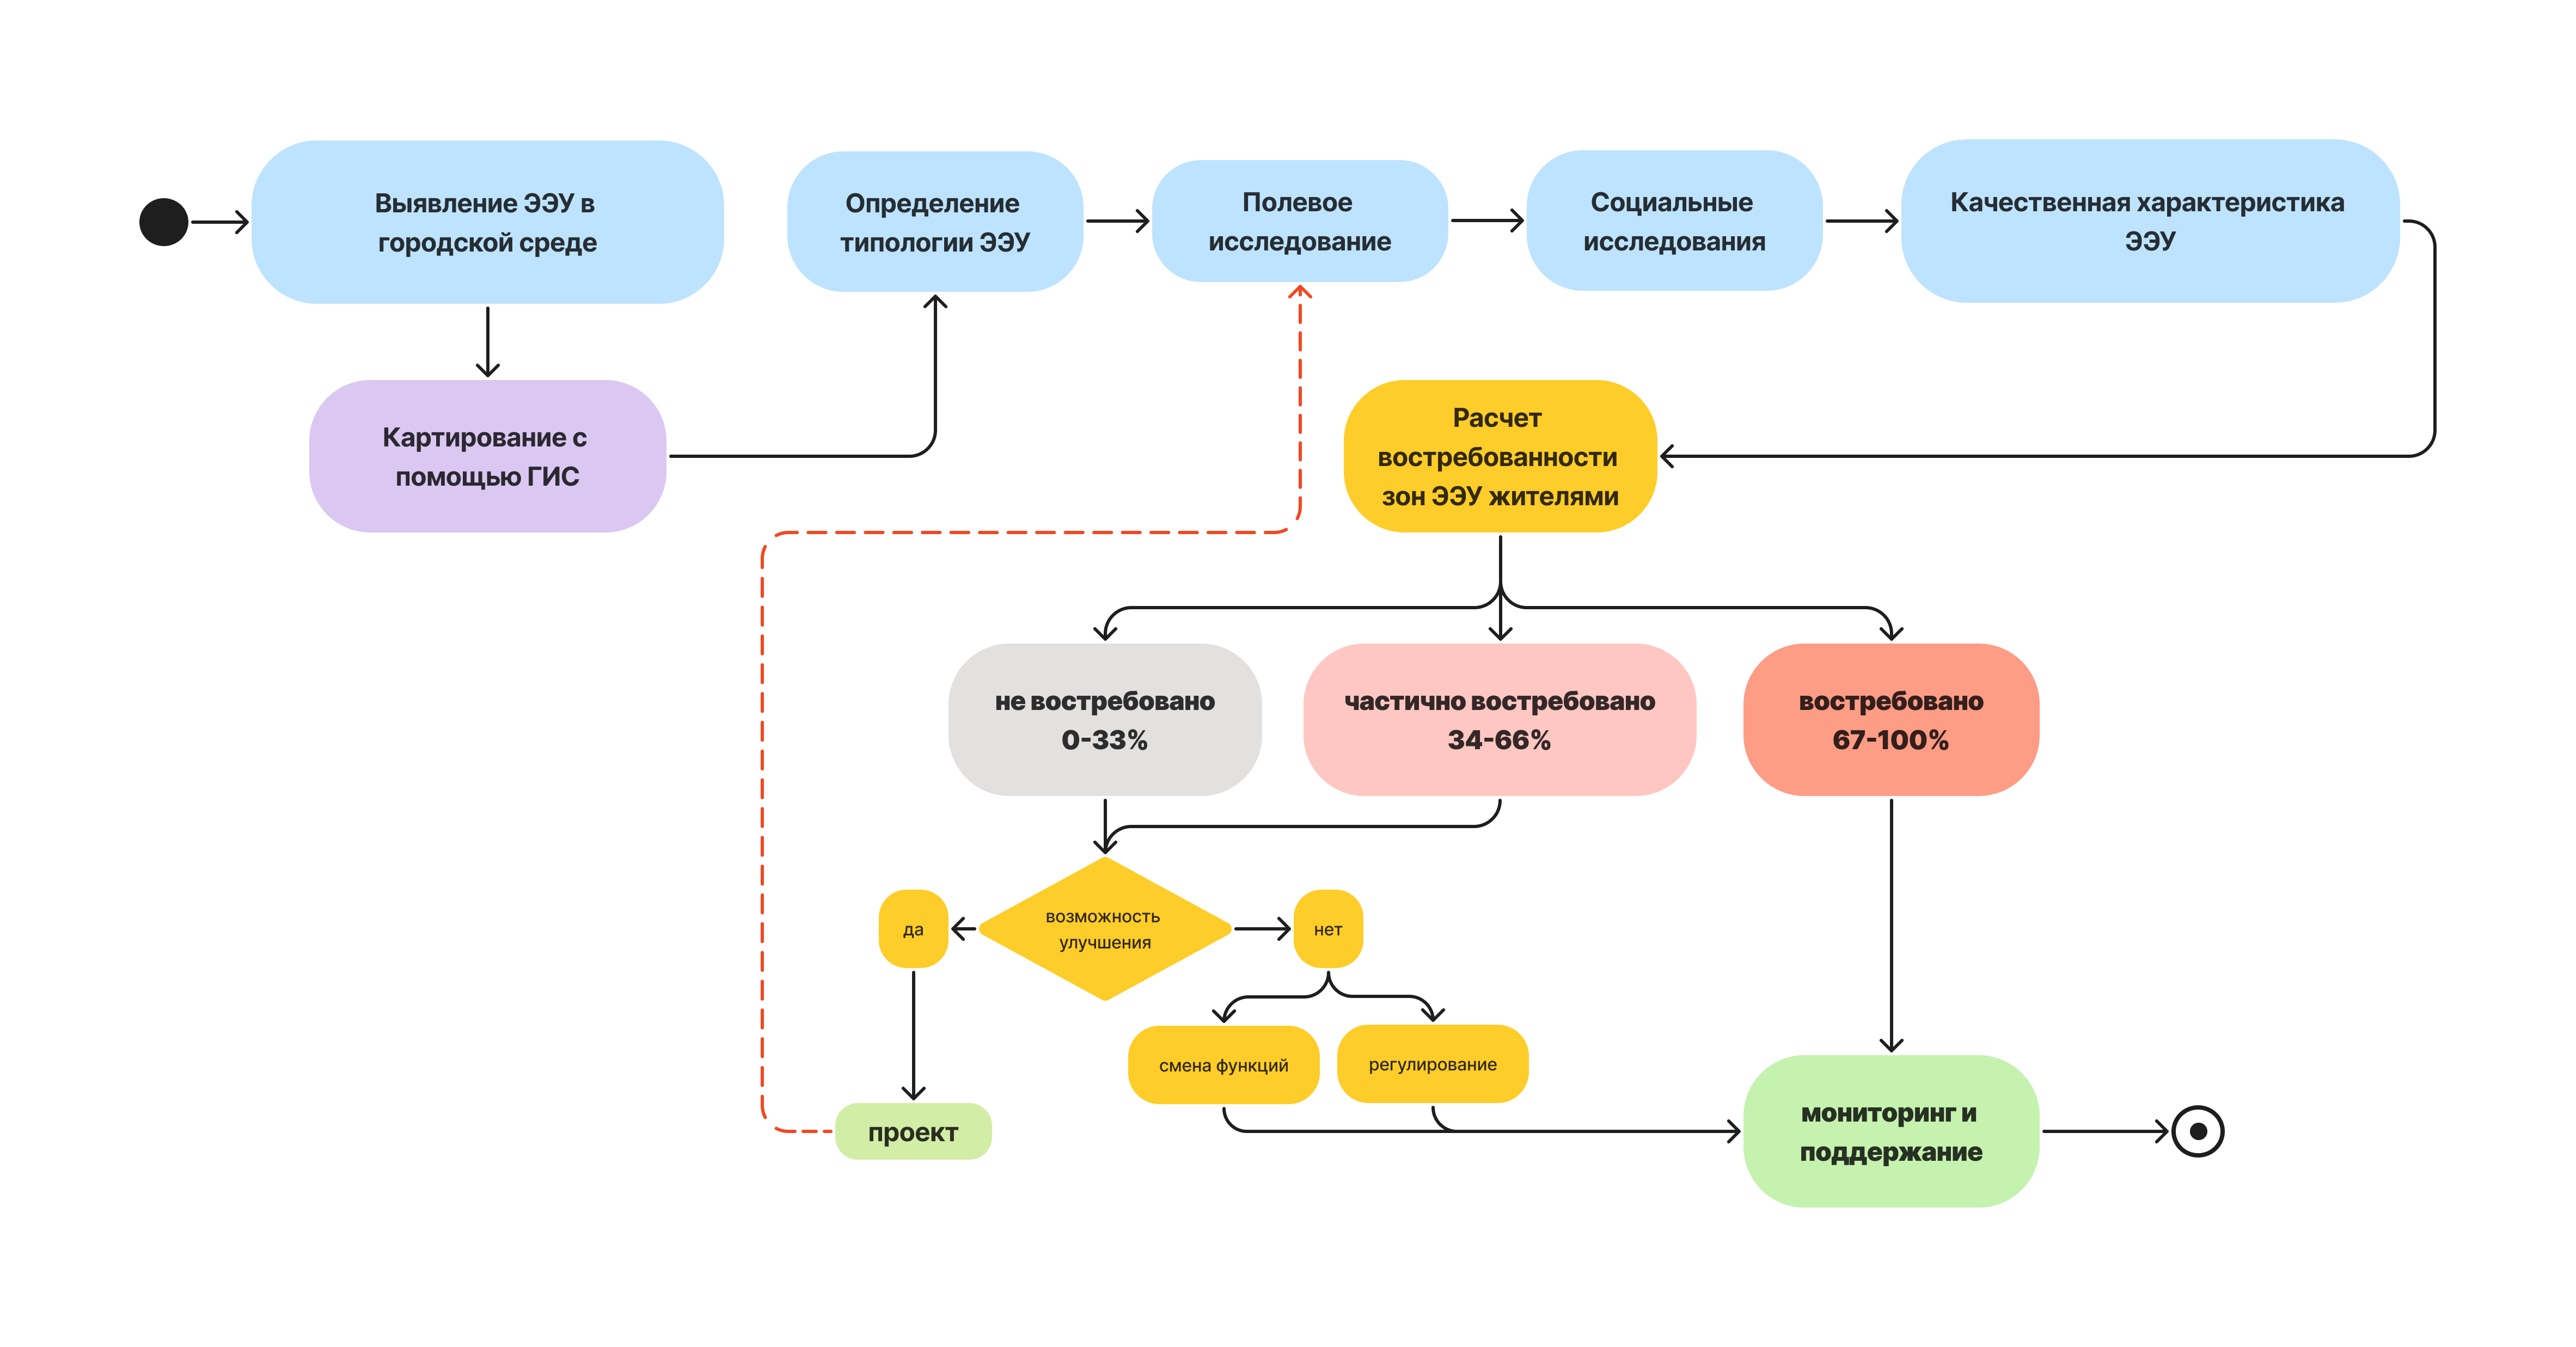 Выявление ЭЭУ в
городской среде
Определение
типологии ЭЭУ
Полевое
исследование
Социальные
исследования
Качественная характеристика
ЭЭУ
Картирование с
помощью ГИС
Расчет
востребованности
зон ЭЭУ жителями
не востребовано
0-33%
частично востребовано
34-66%
востребовано
67-100%
возможность
улучшения
да
нет
смена функций
регулирование
проект
мониторинг и
поддержание